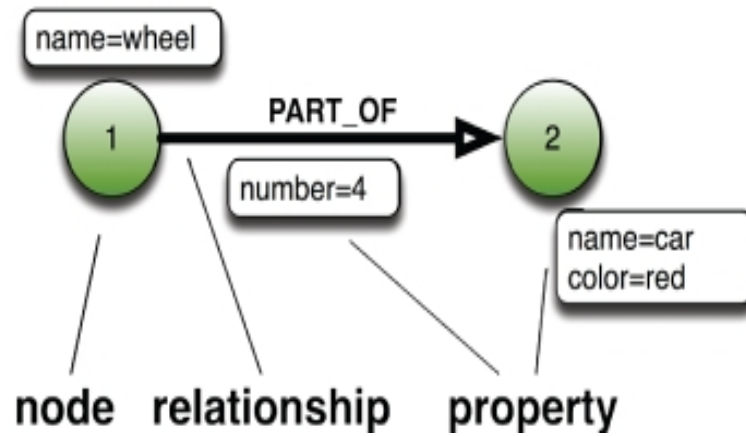 name=wheel
1
PART_OF
2
number=4
name=car
color=red
node relationship property